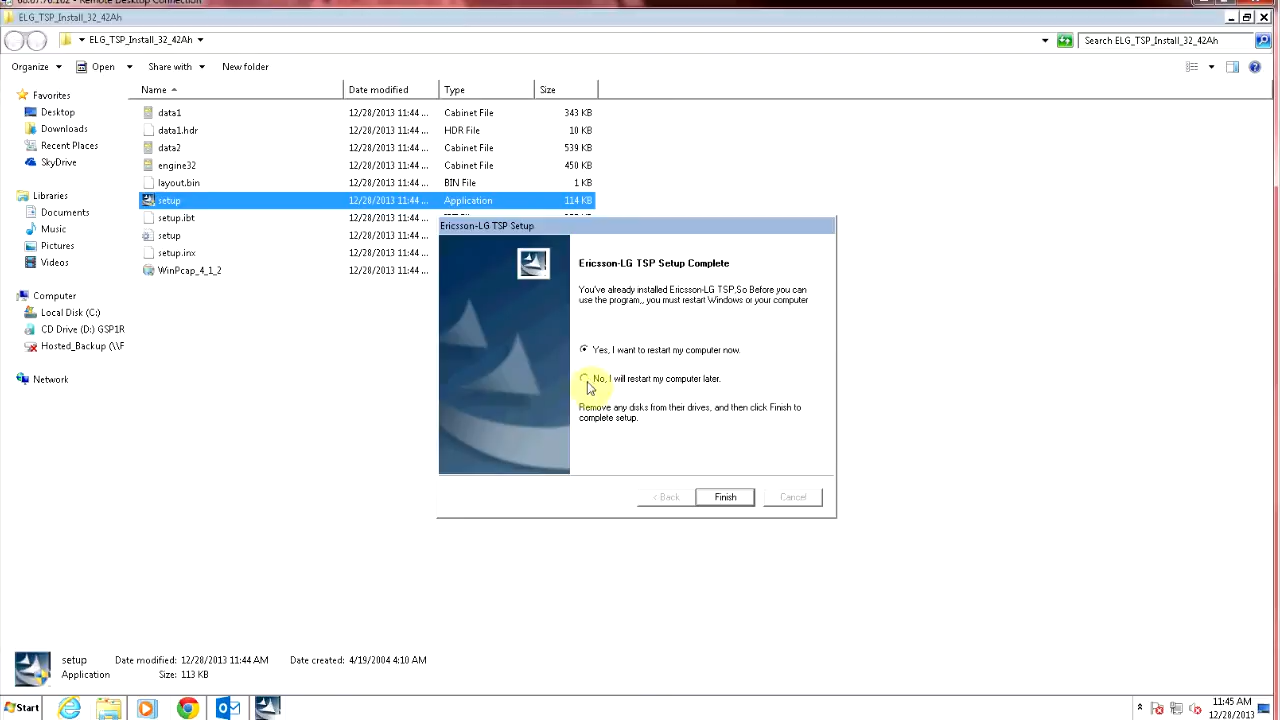 Remote Desktop Connection
ELG_TSP_Install_32_42Ah
ELG_TSP_Install_32_42Ah
Search ELG_TSP_Install_32_42Ah
Organize Open Share with New folder
Name Date modified Type Size
Favorites
Desktop
Downloads
Recent Places
SkyDrive
Libraries
Documents
Music
Pictures
Videos
Computer
Local Disk (C:)
CD Drive (D:) GSP1R
Hosted_Backup (\\F
Network
data1 12/28/2013 11:44 ... Cabinet File 343 KB
data1.hdr 12/28/2013 11:44 ... HDR File 10 KB
data2 12/28/2013 11:44 ... Cabinet File 539 KB
engine32 12/28/2013 11:44 ... Cabinet File 450 KB
layout.bin 12/28/2013 11:44 ... BIN File 1 KB
setup 12/28/2013 11:44 ... Application 114 KB
setup.ibt 12/28/2013 11:44 ...
setup 12/28/2013 11:44 ...
setup.inx 12/28/2013 11:44 ...
WinPcap_4_1_2 12/28/2013 11:44 ...
Ericsson-LG TSP Setup
Ericsson-LG TSP Setup Complete
You've already installed Ericsson-LG TSP.So Before you can
use the program,, you must restart Windows or your computer
Yes, I want to restart my computer now.
No, I will restart my computer later.
Remove any disks from their drives, and then click Finish to
complete setup.
< Back Finish Cancel
setup Date modified: 12/28/2013 11:44 AM Date created: 4/19/2004 4:10 AM
Application Size: 113 KB
Start
11:45 AM
12/28/2013